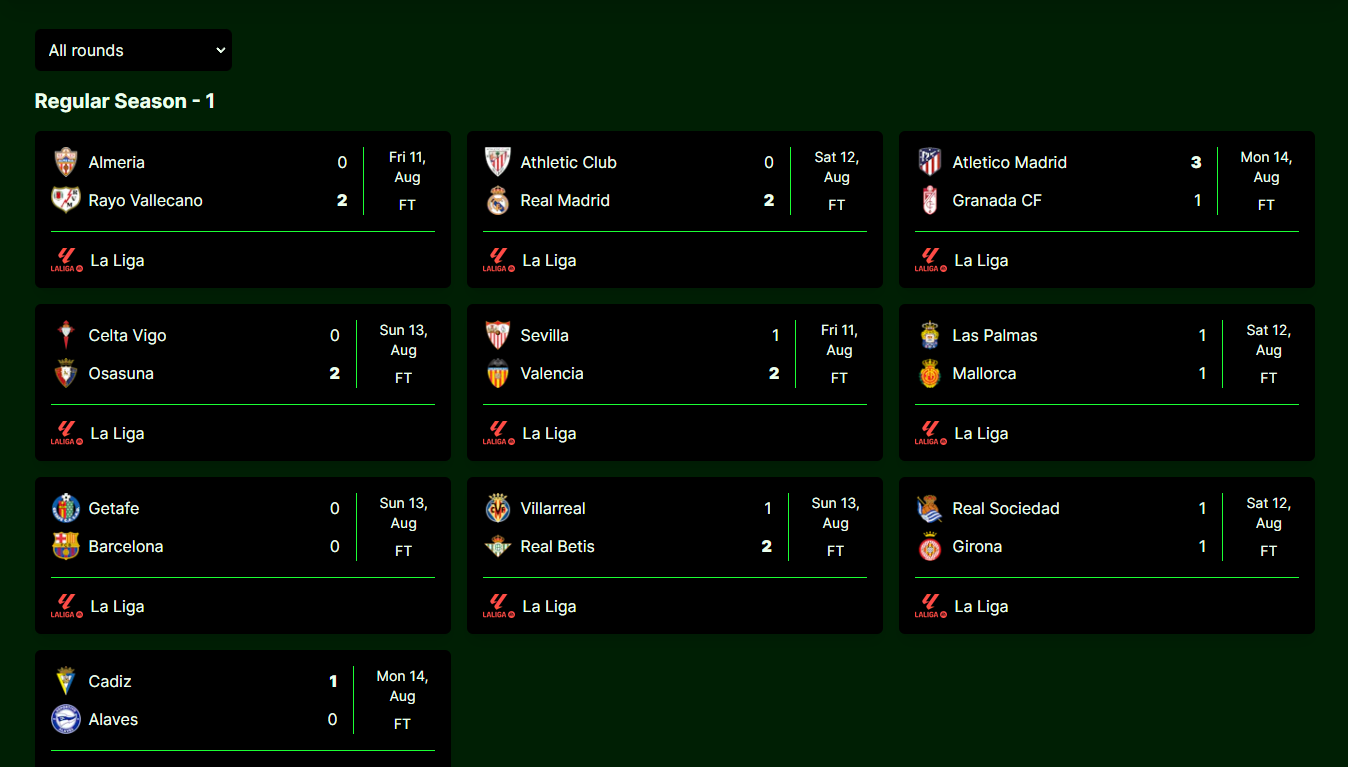 All rounds
Regular Season - 1
Almeria 0
Rayo Vallecano 2
Fri 11,
Aug
FT
LALIGA La Liga
Athletic Club 0
Real Madrid 2
Sat 12,
Aug
FT
LALIGA La Liga
Atletico Madrid 3
Granada CF 1
Mon 14,
Aug
FT
LALIGA La Liga
Celta Vigo 0
Osasuna 2
Sun 13,
Aug
FT
LALIGA La Liga
Sevilla 1
Valencia 2
Fri 11,
Aug
FT
LALIGA La Liga
Las Palmas 1
Mallorca 1
Sat 12,
Aug
FT
LALIGA La Liga
Getafe 0
Barcelona 0
Sun 13,
Aug
FT
LALIGA La Liga
Villarreal 1
Real Betis 2
Sun 13,
Aug
FT
LALIGA La Liga
Real Sociedad 1
Girona 1
Sat 12,
Aug
FT
LALIGA La Liga
Cadiz 1
Alaves 0
Mon 14,
Aug
FT